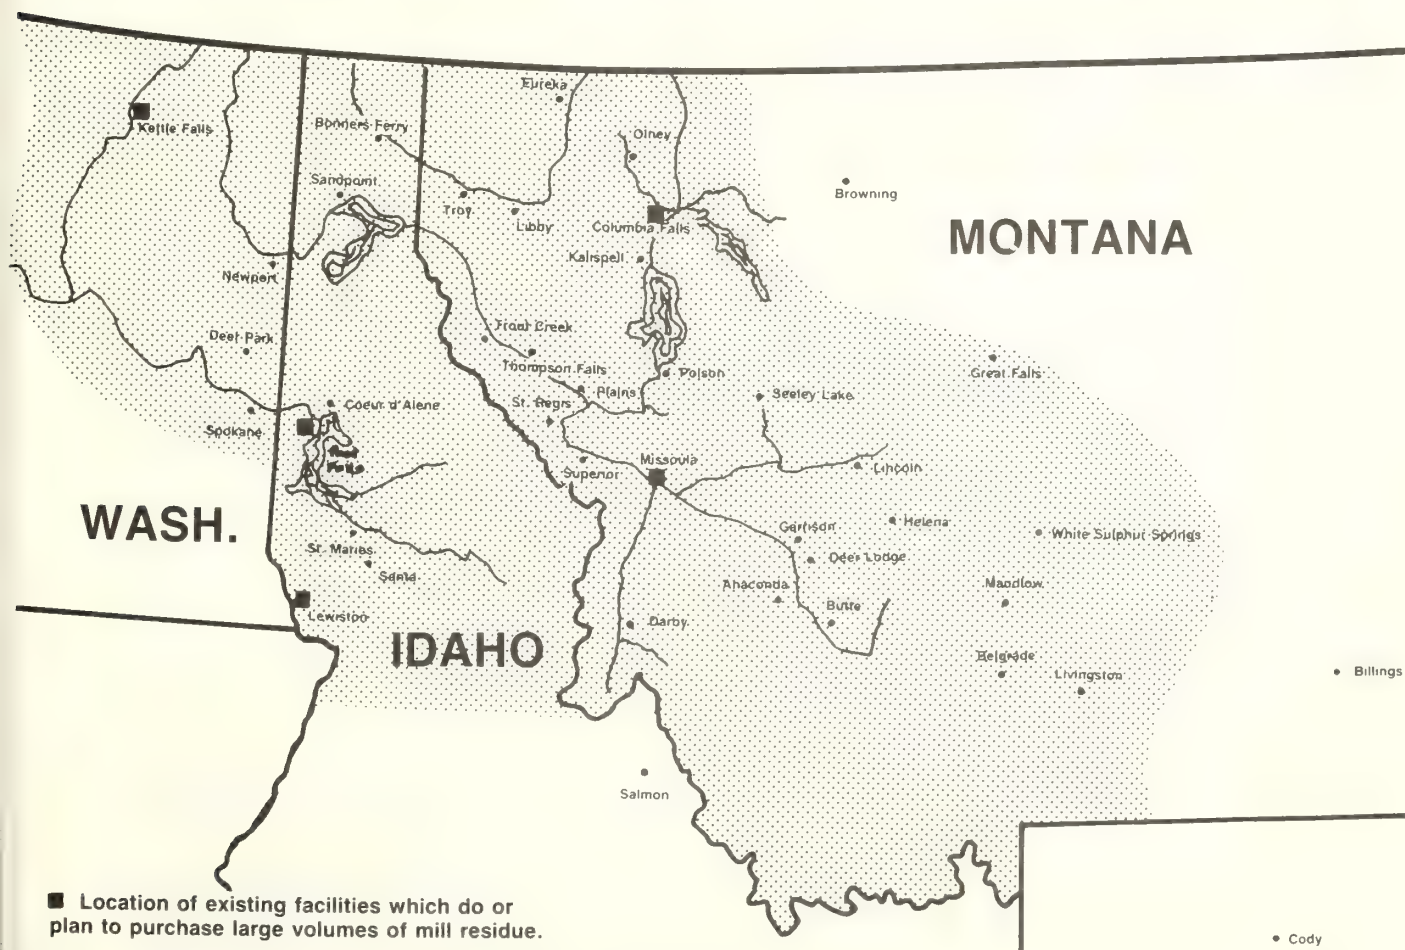 Eureka
Kettle Falls
Bonners Ferry
Olney
Sandpoint
Browning
Troy
Libby
Columbia Falls
MONTANA
Kalispell
Newport
Trout Creek
Deer Park
Thompson Falls
Polson
Great Falls
Plains
Seeley Lake
St. Regis
Coeur d'Alene
Spokane
Missoula
Superior
Lincoln
WASH.
Garrison
Helena
White Sulphur Springs
St. Maries
Deer Lodge
Santa
Anaconda
Maudlow
Butte
Lewiston
Darby
IDAHO
Belgrade
Livingston
Billings
Salmon
Location of existing facilities which do or
plan to purchase large volumes of mill residue.
Cody